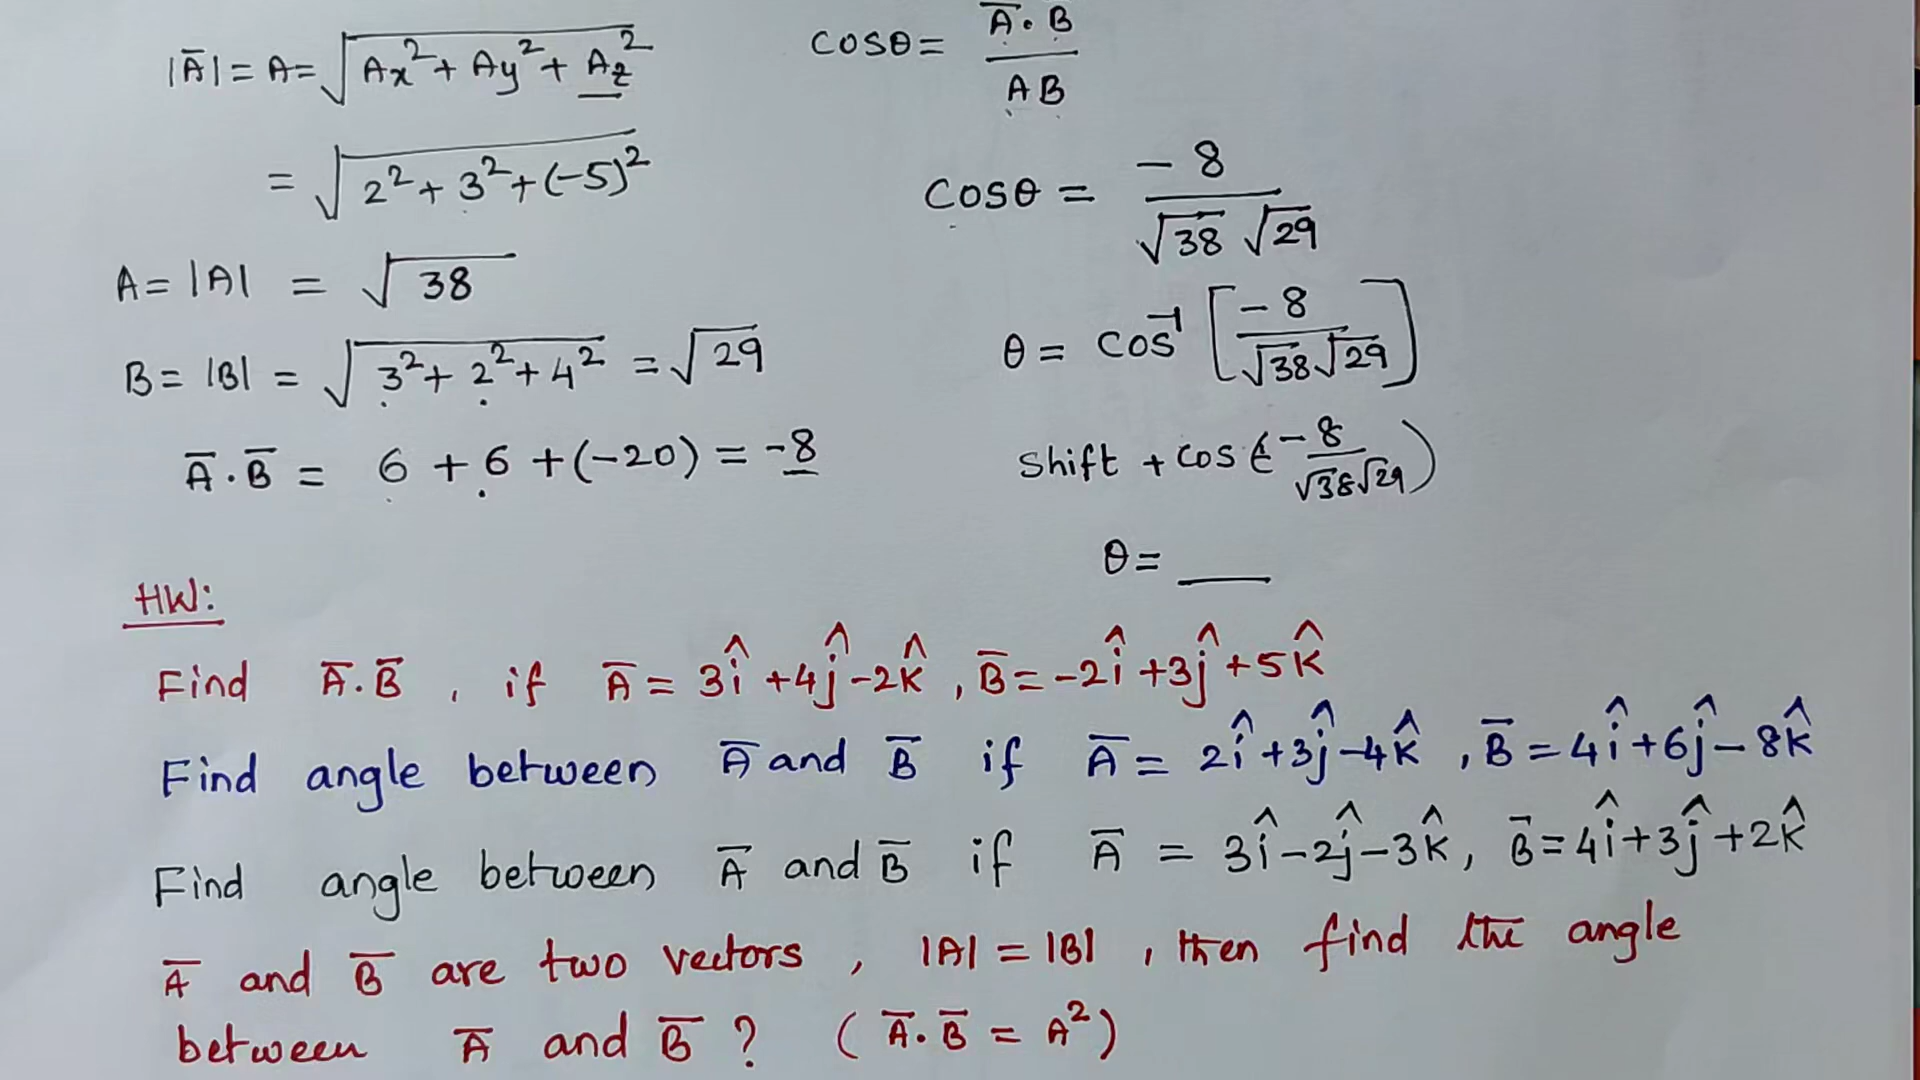 |A̅| = A = √(Ax² + Ay² + Az²)
= √(2² + 3² + (-5)²)
A = |A| = √38
B = |B| = √(3² + 2² + 4²) = √29
A̅ · B̅ = 6 + 6 + (-20) = -8
cosθ = A̅ · B̅ / AB
cosθ = -8 / √38 √29
θ = cos⁻¹ [-8 / √38 √29]
Shift + cos (-8 / √38 √29)
θ = ___
HW:
Find A̅.B̅ , if A̅ = 3î + 4ĵ - 2k̂ , B̅ = -2î + 3ĵ + 5k̂
Find angle between A̅ and B̅ if A̅ = 2î + 3ĵ - 4k̂ , B̅ = 4î + 6ĵ - 8k̂
Find angle between A̅ and B̅ if A̅ = 3î - 2ĵ - 3k̂ , B̅ = 4î + 3ĵ + 2k̂
A̅ and B̅ are two vectors , |A| = |B| , then find the angle
between A̅ and B̅ ? ( A̅.B̅ = A² )